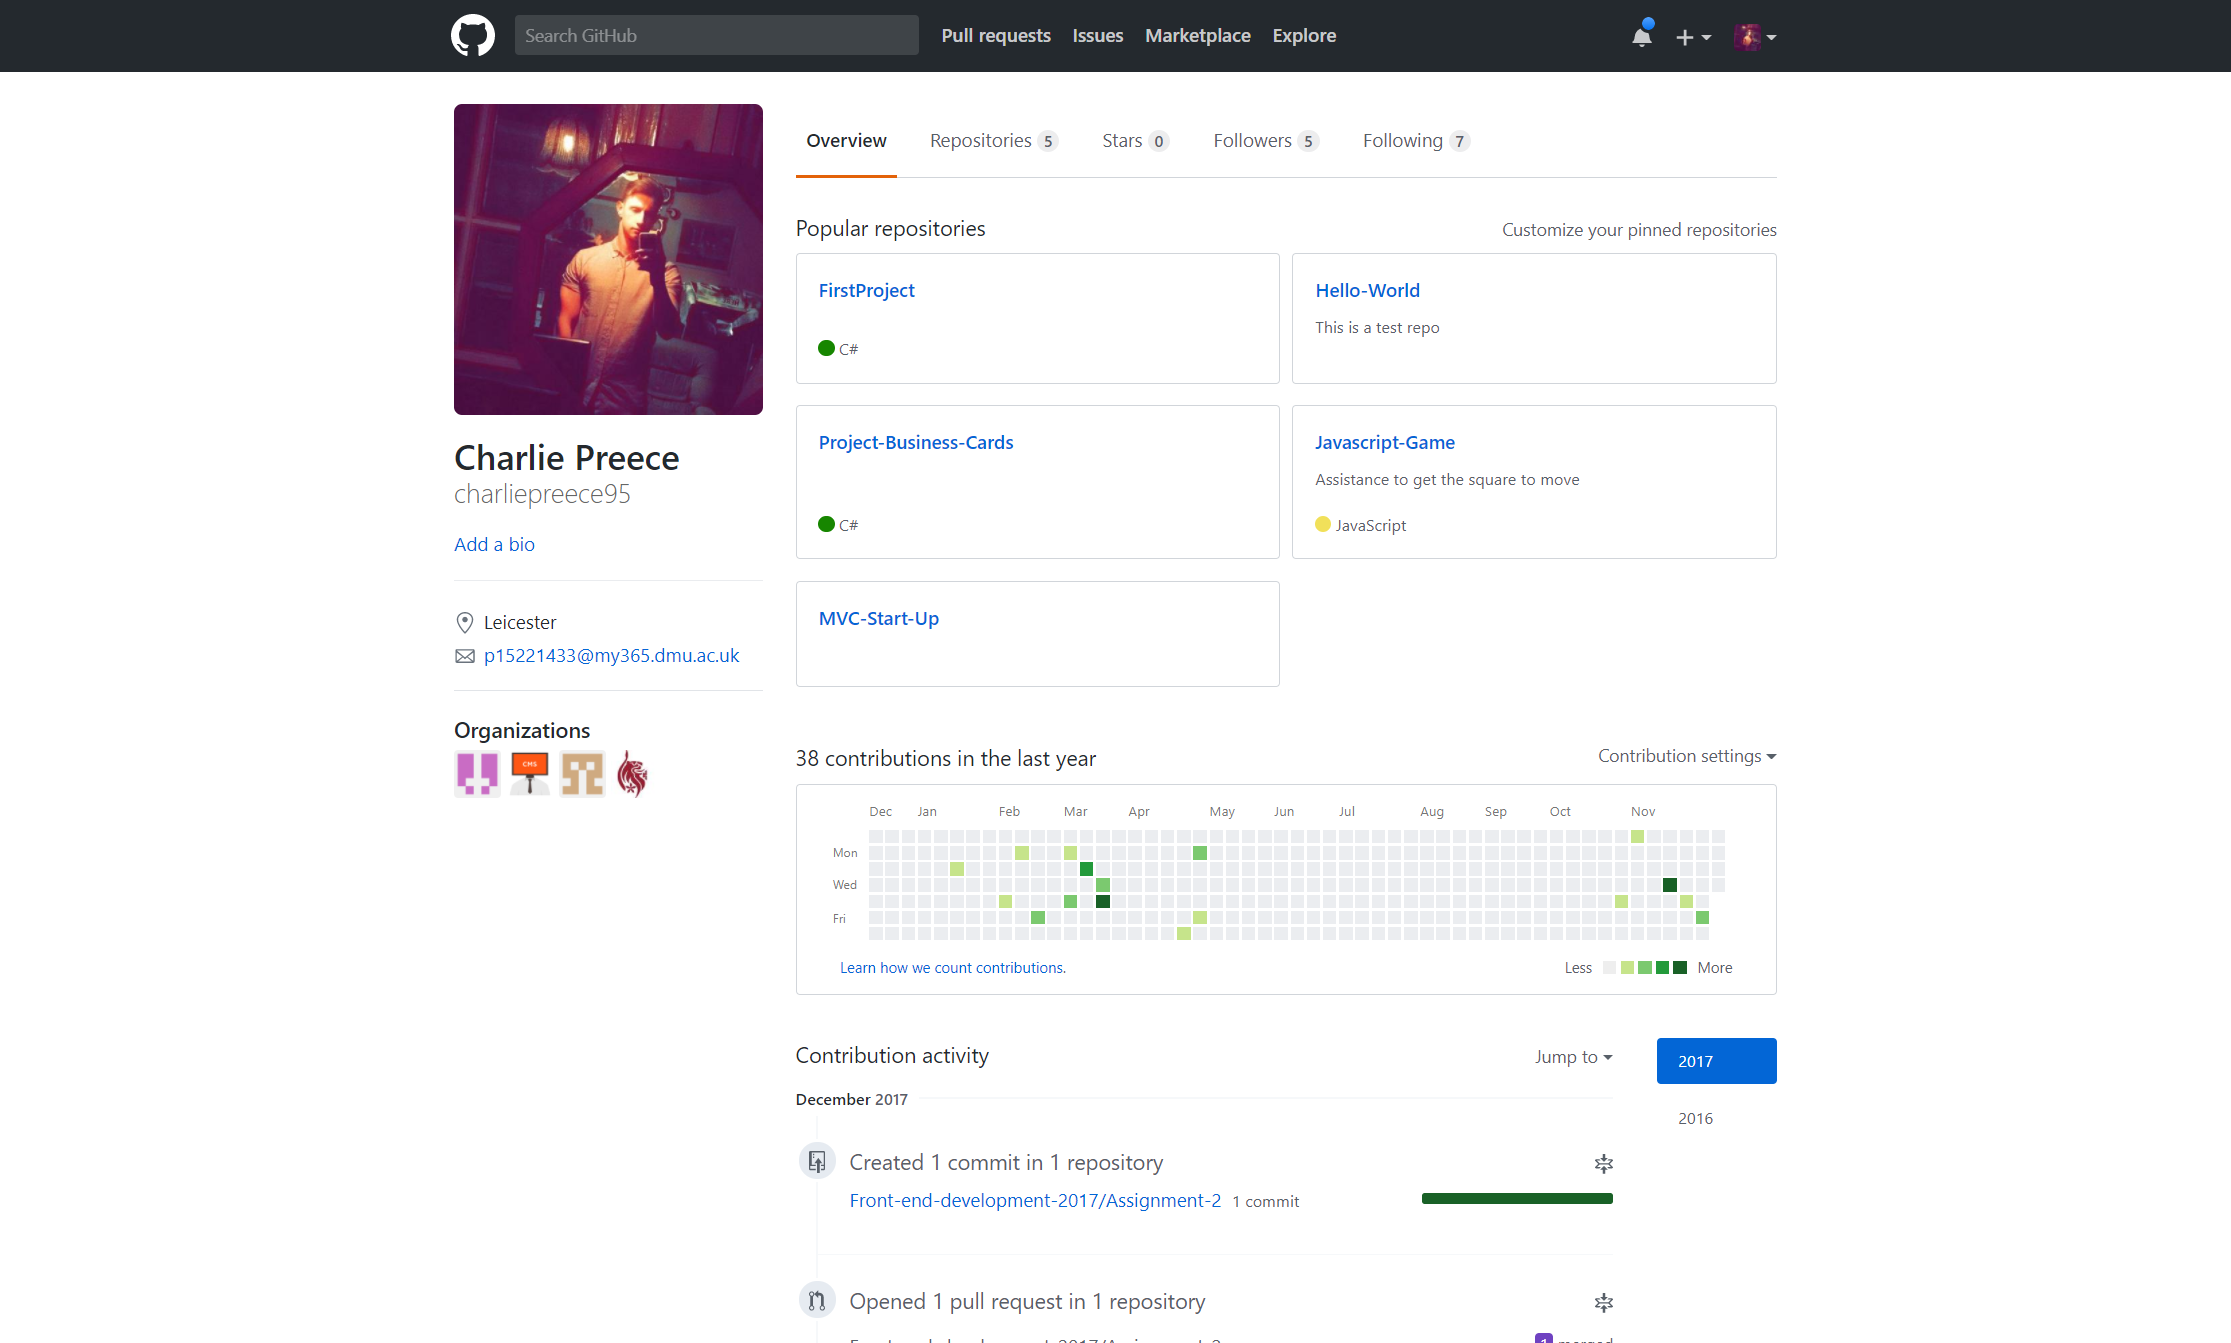 Search GitHub
Pull requests Issues Marketplace Explore
Overview Repositories 5 Stars 0 Followers 5 Following 7
Popular repositories
Customize your pinned repositories
FirstProject
C#
Hello-World
This is a test repo
Project-Business-Cards
C#
Javascript-Game
Assistance to get the square to move
JavaScript
MVC-Start-Up
Charlie Preece
charliepreece95
Add a bio
Leicester
p15221433@my365.dmu.ac.uk
Organizations
CMS
38 contributions in the last year
Contribution settings
Dec Jan Feb Mar Apr May Jun Jul Aug Sep Oct Nov
Mon
Wed
Fri
Learn how we count contributions.
Less More
Contribution activity
Jump to
2017
2016
December 2017
Created 1 commit in 1 repository
Front-end-development-2017/Assignment-2 1 commit
Opened 1 pull request in 1 repository